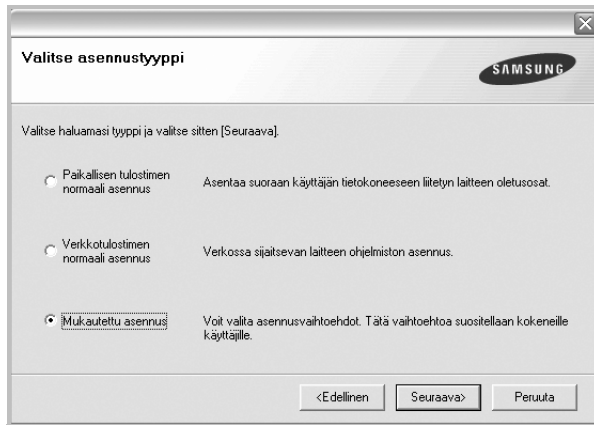 Valitse asennustyyppi
SAMSUNG
Valitse haluamasi tyyppi ja valitse sitten [Seuraava].
Paikallisen tulostimen
normaali asennus
Asentaa suoraan käyttäjän tietokoneeseen liitetyn laitteen oletusosat.
Verkkotulostimen
normaali asennus
Verkossa sijaitsevan laitteen ohjelmiston asennus.
Mukautettu asennus
Voit valita asennusvaihtoehdot. Tätä vaihtoehtoa suositellaan kokeneille
käyttäjille.
<Edellinen
Seuraava>
Peruuta